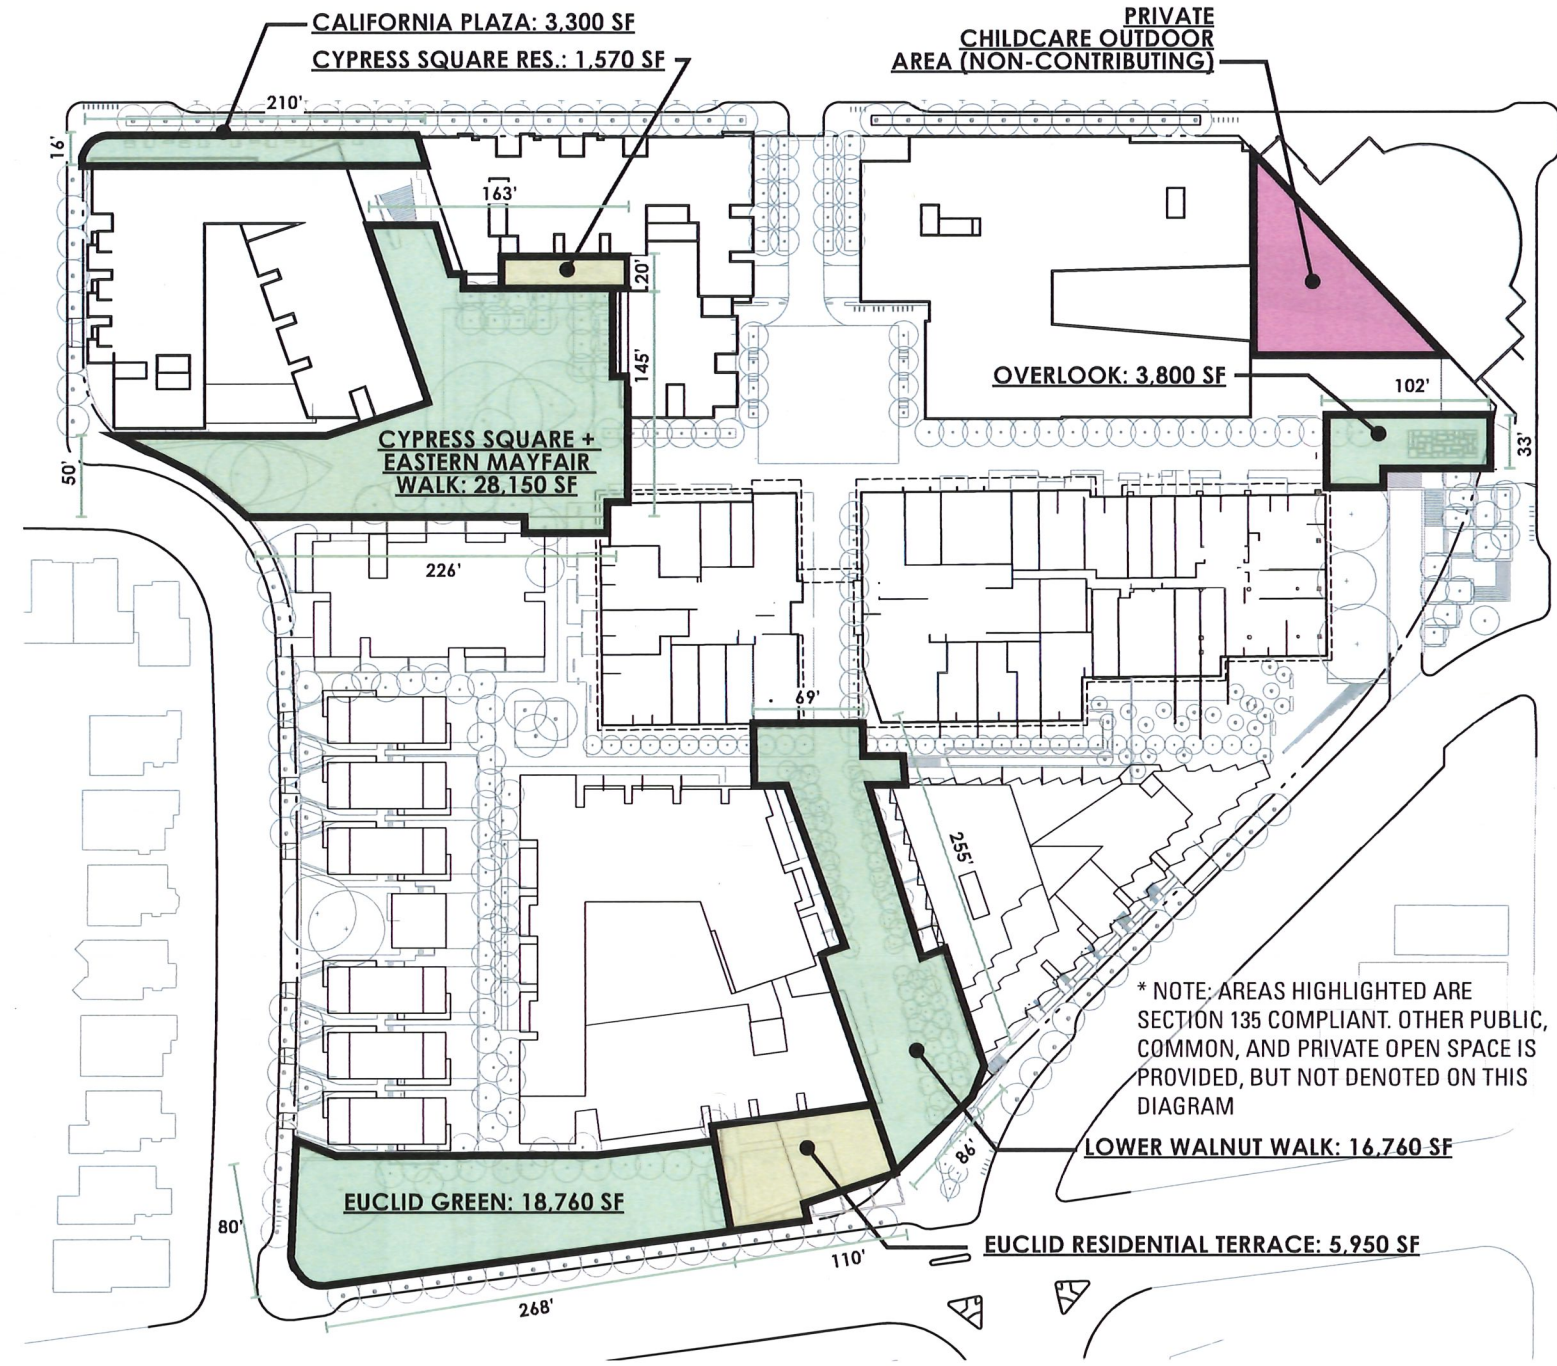 CALIFORNIA PLAZA: 3,300 SF
CYPRESS SQUARE RES.: 1,570 SF
PRIVATE
CHILDCARE OUTDOOR
AREA (NON-CONTRIBUTING)
210'
16'
163'
20'
145'
OVERLOOK: 3,800 SF
102'
33'
CYPRESS SQUARE +
EASTERN MAYFAIR
WALK: 28,150 SF
50'
226'
69'
255'
* NOTE: AREAS HIGHLIGHTED ARE
SECTION 135 COMPLIANT. OTHER PUBLIC,
COMMON, AND PRIVATE OPEN SPACE IS
PROVIDED, BUT NOT DENOTED ON THIS
DIAGRAM
86'
LOWER WALNUT WALK: 16,760 SF
EUCLID GREEN: 18,760 SF
80'
EUCLID RESIDENTIAL TERRACE: 5,950 SF
110'
268'